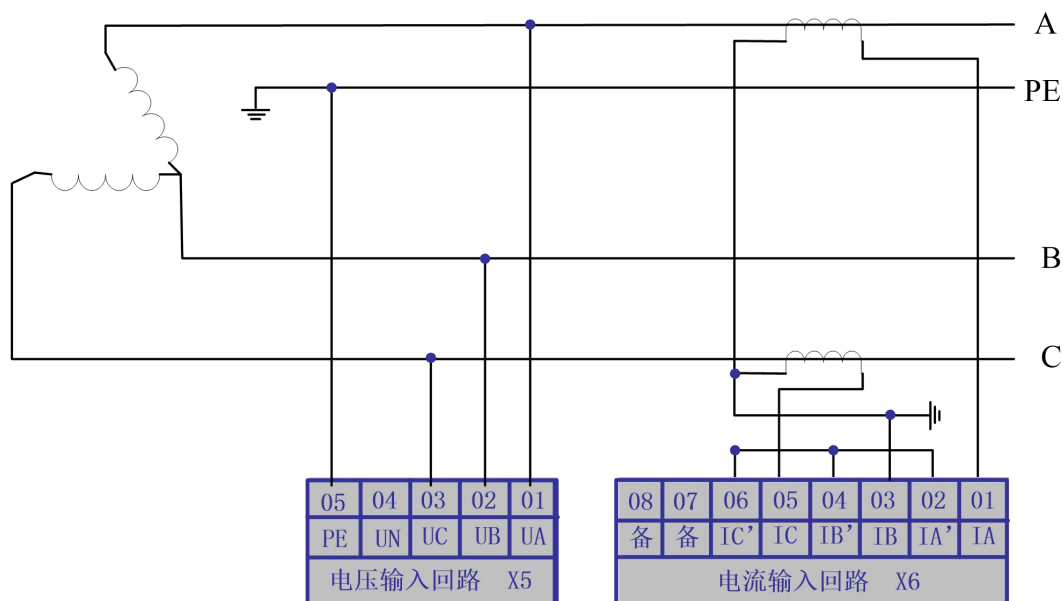 A
PE
B
C
05 04 03 02 01
PE UN UC UB UA
电压输入回路 X5
08 07 06 05 04 03 02 01
备 备 IC’ IC IB’ IB IA’ IA
电流输入回路 X6